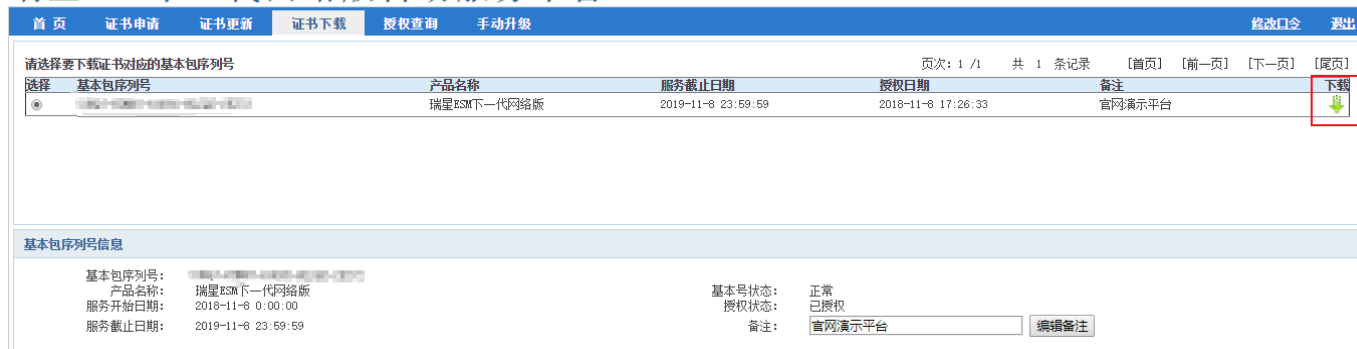 首 页 证书申请 证书更新 证书下载 授权查询 手动升级 修改口令 退出
请选择要下载证书对应的基本包序列号 页次: 1 /1 共 1 条记录 [首页] [前一页] [下一页] [尾页]
选择 基本包序列号 产品名称 服务截止日期 授权日期 备注 下载
瑞星ESM下一代网络版 2019-11-8 23:59:59 2018-11-8 17:26:33 官网演示平台
基本包序列号信息
基本包序列号: 基本号状态: 正常
产品名称: 瑞星ESM下一代网络版 授权状态: 已授权
服务开始日期: 2018-11-8 0:00:00
服务截止日期: 2019-11-8 23:59:59 备注: 官网演示平台 编辑备注